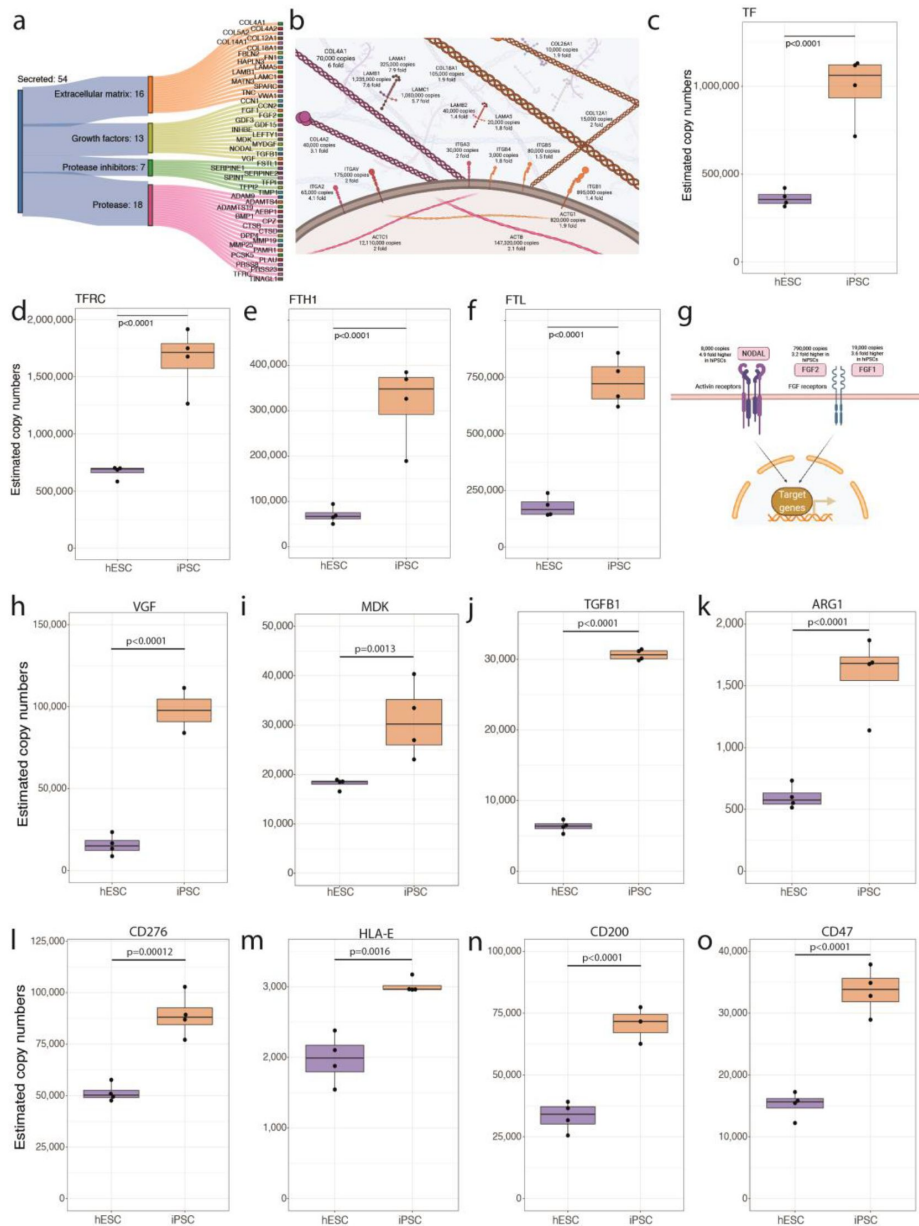 a
Secreted: 54
Extracellular matrix: 16
Growth factors: 13
Protease inhibitors: 7
Protease: 18
COL4A1
COL4A2
COL5A2
COL12A1
COL14A1
COL18A1
FBLN2
FN1
HAPLN3
LAMA5
LAMB1
LAMC1
MATN3
SPARC
TNC
VWA1
CCN1
CCN2
FGF1
FGF2
GDF3
GDF15
INHBE
LEFTY1
MDK
MYDGF
NODAL
TGFB1
VGF
FSTL1
SERPINE1
SERPINE2
SPINT1
TFPI
TFPI2
TIMP1
ADAM9
ADAMTS4
ADAMTS15
AEBP1
BMP1
CPZ
CTSB
CTSD
DPP4
MMP19
MMP25
PAMR1
PCSK5
PLAU
PRSS8
PRSS23
TFRC
TINAGL1
b
COL4A1
70,000 copies
6 fold
LAMA1
325,000 copies
7.9 fold
LAMB1
1,235,000 copies
7.6 fold
LAMC1
1,093,000 copies
5.7 fold
COL18A1
105,000 copies
1.9 fold
COL26A1
10,000 copies
1.9 fold
LAMB2
40,000 copies
1.4 fold
LAMA5
20,000 copies
1.8 fold
COL12A1
15,000 copies
2 fold
COL4A2
40,000 copies
3.1 fold
ITGA2
65,000 copies
4.1 fold
ITGAV
175,000 copies
2 fold
ITGA3
30,000 copies
2 fold
ITGB4
3,000 copies
1.8 fold
ITGB5
80,000 copies
1.5 fold
ITGB1
895,000 copies
1.4 fold
ACTG1
820,000 copies
1.9 fold
ACTC1
12,110,000 copies
2 fold
ACTB
147,320,000 copies
2.1 fold
c
TF
p<0.0001
Estimated copy numbers
1,000,000
500,000
0
hESC
iPSC
d
TFRC
p<0.0001
Estimated copy numbers
2,000,000
1,500,000
1,000,000
500,000
0
hESC
iPSC
e
FTH1
p<0.0001
400,000
300,000
200,000
100,000
0
hESC
iPSC
f
FTL
p<0.0001
750,000
500,000
250,000
0
hESC
iPSC
g
8,000 copies
4.9 fold higher
in hiPSCs
NODAL
Activin receptors
790,000 copies
3.2 fold higher in
hiPSCs
FGF2
FGF receptors
19,000 copies
3.6 fold higher
in hiPSCs
FGF1
Target
genes
h
VGF
p<0.0001
Estimated copy numbers
150,000
100,000
50,000
0
hESC
iPSC
i
MDK
p=0.0013
50,000
40,000
30,000
20,000
10,000
0
hESC
iPSC
j
TGFB1
p<0.0001
30,000
20,000
10,000
0
hESC
iPSC
k
ARG1
p<0.0001
2,000
1,500
1,000
500
0
hESC
iPSC
l
CD276
p=0.00012
Estimated copy numbers
125,000
100,000
75,000
50,000
25,000
0
hESC
iPSC
m
HLA-E
p=0.0016
3,000
2,000
1,000
0
hESC
iPSC
n
CD200
p<0.0001
100,000
75,000
50,000
25,000
0
hESC
iPSC
o
CD47
p<0.0001
40,000
30,000
20,000
10,000
0
hESC
iPSC